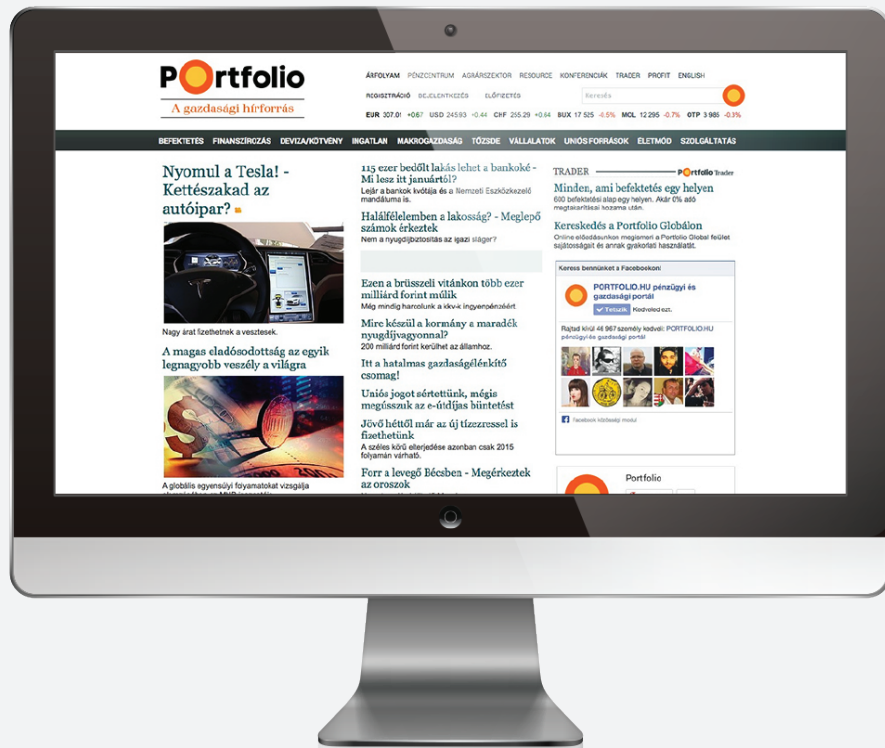 PORTFOLIO
A gazdasági hírforrás
ÁRFOLYAM PÉNZCENTRUM AGRÁRSZEKTOR RESOURCE KONFERENCIÁK TRADER PROFIT ENGLISH
REGISZTRÁCIÓ BEJELENTKEZÉS ELŐFIZETÉS
Keresés
EUR 307.01 +0.67 USD 245.93 +0.44 CHF 255.29 +0.64 BUX 17 525 -0.5% MOL 12 295 -0.7% OTP 3 985 -0.3%
BEFEKTETÉS FINANSZÍROZÁS DEVIZA/KÖTVÉNY INGATLAN MAKROGAZDASÁG TŐZSDE VÁLLALATOK UNIÓS FORRÁSOK ÉLETMÓD SZOLGÁLTATÁS
Nyomul a Tesla! -
Kettészakad az
autóipar?
Nagy árat fizethetnek a vesztesek.
A magas eladósodottság az egyik
legnagyobb veszély a világra
A globális egyensúlyi folyamatokat vizsgálja
115 ezer bedőlt lakás lehet a bankoké -
Mi lesz itt januártól?
Lejár a bankok kvótája és a Nemzeti Eszközkezelő
mandátuma is.
Halálfélelemben a lakosság? - Meglepő
számok érkeztek
Nem a nyugdíjbiztosítás az igazi sláger?
Ezen a brüsszeli vitánkon több ezer
milliárd forint múlik
Még mindig harcolunk a kkv-k ingyenpénzéért
Mire készül a kormány a maradék
nyugdíjvagyonnal?
200 milliárd forint kerülhet az államhoz.
Itt a hatalmas gazdaságélénkítő
csomag!
Uniós jogot sértettünk, mégis
megússzuk az e-útdíjas büntetést
Jövő héttől már az új tízezressel is
fizethetünk
A széles körű elterjedése azonban csak 2015
folyamán várható.
Forr a levegő Bécsben - Megérkeztek
az oroszok
TRADER
Portfolio Trader
Minden, ami befektetés egy helyen
600 befektetési alap egy helyen. Akár 0% adó
megtakarításai hozama után.
Kereskedés a Portfolio Globálon
Online előadásunkon megismeri a Portfolio Global felület
sajátosságait és annak gyakorlati használatát.
Keress bennünket a Facebookon!
PORTFOLIO.HU pénzügyi és
gazdasági portál
Tetszik Kedveled ezt.
Rajtad kívül 46 967 személy kedveli: PORTFOLIO.HU
pénzügyi és gazdasági portál
Facebook közösségi modul
Portfolio